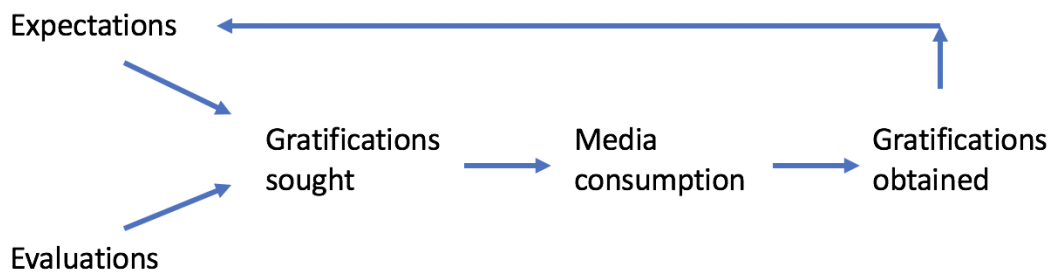 Expectations
Gratifications
sought
Media
consumption
Gratifications
obtained
Evaluations